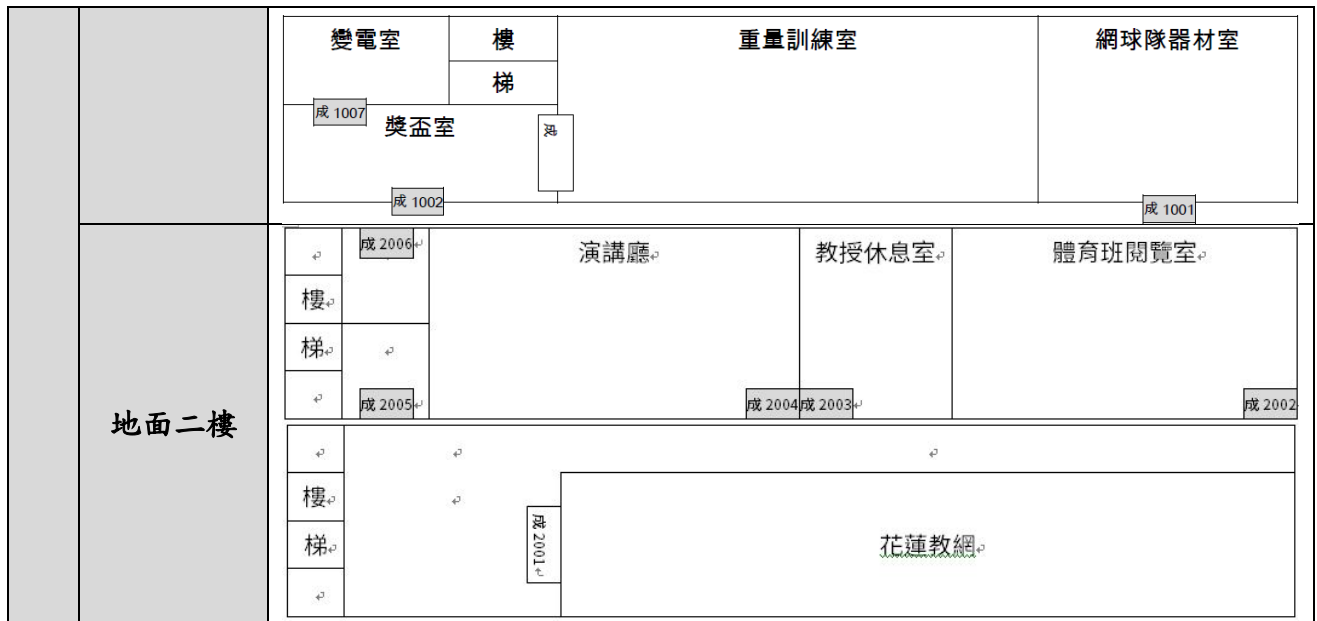 變電室
樓
梯
重量訓練室
網球隊器材室
成 1007
獎盃室
成
成 1002
成 1001
地面二樓
成 2006
樓
梯
成 2005
演講廳
成 2004
教授休息室
成 2003
體育班閱覽室
成 2002
樓
梯
成 2001
花蓮教網